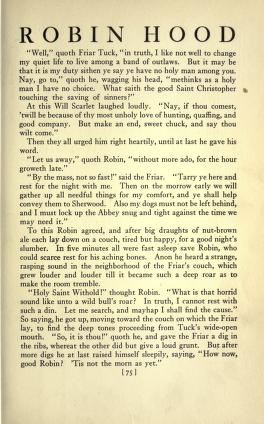 ROBIN HOOD
"Well," quoth Friar Tuck, "in truth, I like not well to change
my quiet life to live among a band of outlaws. But it may be
that it is my duty sithen ye say ye have no holy man among you.
Nay, go to," quoth he, wagging his head, "methinks as a holy
man I have no choice. What saith the good Saint Christopher
touching the saving of sinners?"
At this Will Scarlet laughed loudly. "Nay, if thou comest,
'twill be because of thy most unholy love of hunting, quaffing, and
good company. But make an end, sweet chuck, and say thou
wilt come."
Then they all urged him right heartily, until at last he gave his
word.
"Let us away," quoth Robin, "without more ado, for the hour
groweth late."
"By the mass, not so fast!" said the Friar. "Tarry ye here and
rest for the night with me. Then on the morrow early we will
gather up all needful things for my comfort, and ye shall help
convey them to Sherwood. Also my dogs must not be left behind,
and I must lock up the Abbey snug and tight against the time we
may need it."
To this Robin agreed, and after big draughts of nut-brown
ale each lay down on a couch, tired but happy, for a good night's
slumber. In five minutes all were fast asleep save Robin, who
could scarce rest for his aching bones. Anon he heard a strange,
rasping sound in the neighborhood of the Friar's couch, which
grew louder and louder till it became such a deep roar as to
make the room tremble.
"Holy Saint Withold!" thought Robin. "What is that horrid
sound like unto a wild bull's roar? In truth, I cannot rest with
such a din. Let me search, and mayhap I shall find the cause."
So saying, he got up, moving toward the couch on which the Friar
lay, to find the deep tones proceeding from Tuck's wide-open
mouth. "So, it is thou!" quoth he, and gave the Friar a dig in
the ribs, whereat the other did but give a loud grunt. But after
more digs he at last raised himself sleepily, saying, "How now,
good Robin? 'Tis not the morn as yet."
[75]